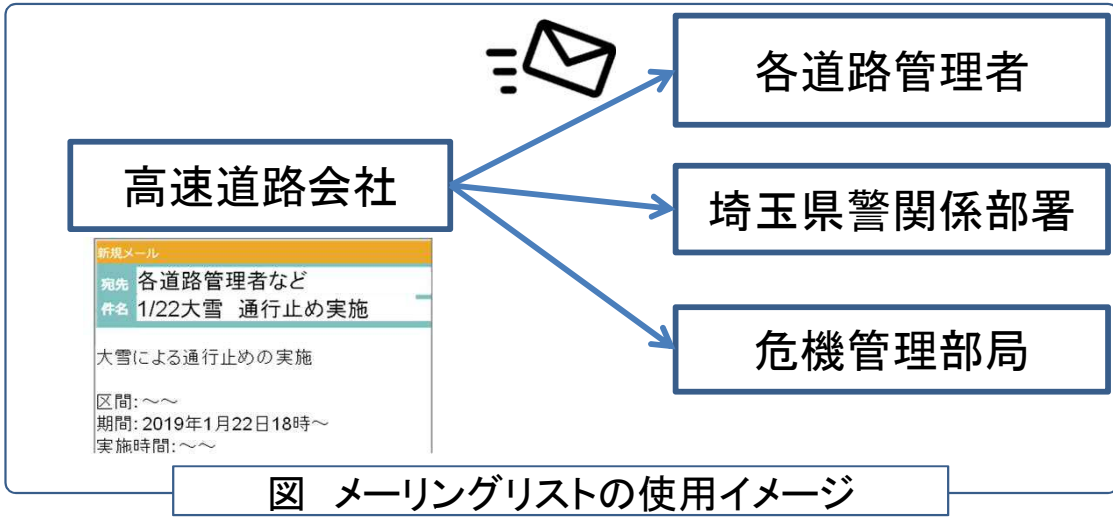 各道路管理者
高速道路会社
埼玉県警関係部署
危機管理部局
新規メール
宛先 各道路管理者など
件名 1/22大雪 通行止め実施
大雪による通行止めの実施
区間:~~
期間:2019年1月22日18時~
実施時間:~~
図 メーリングリストの使用イメージ